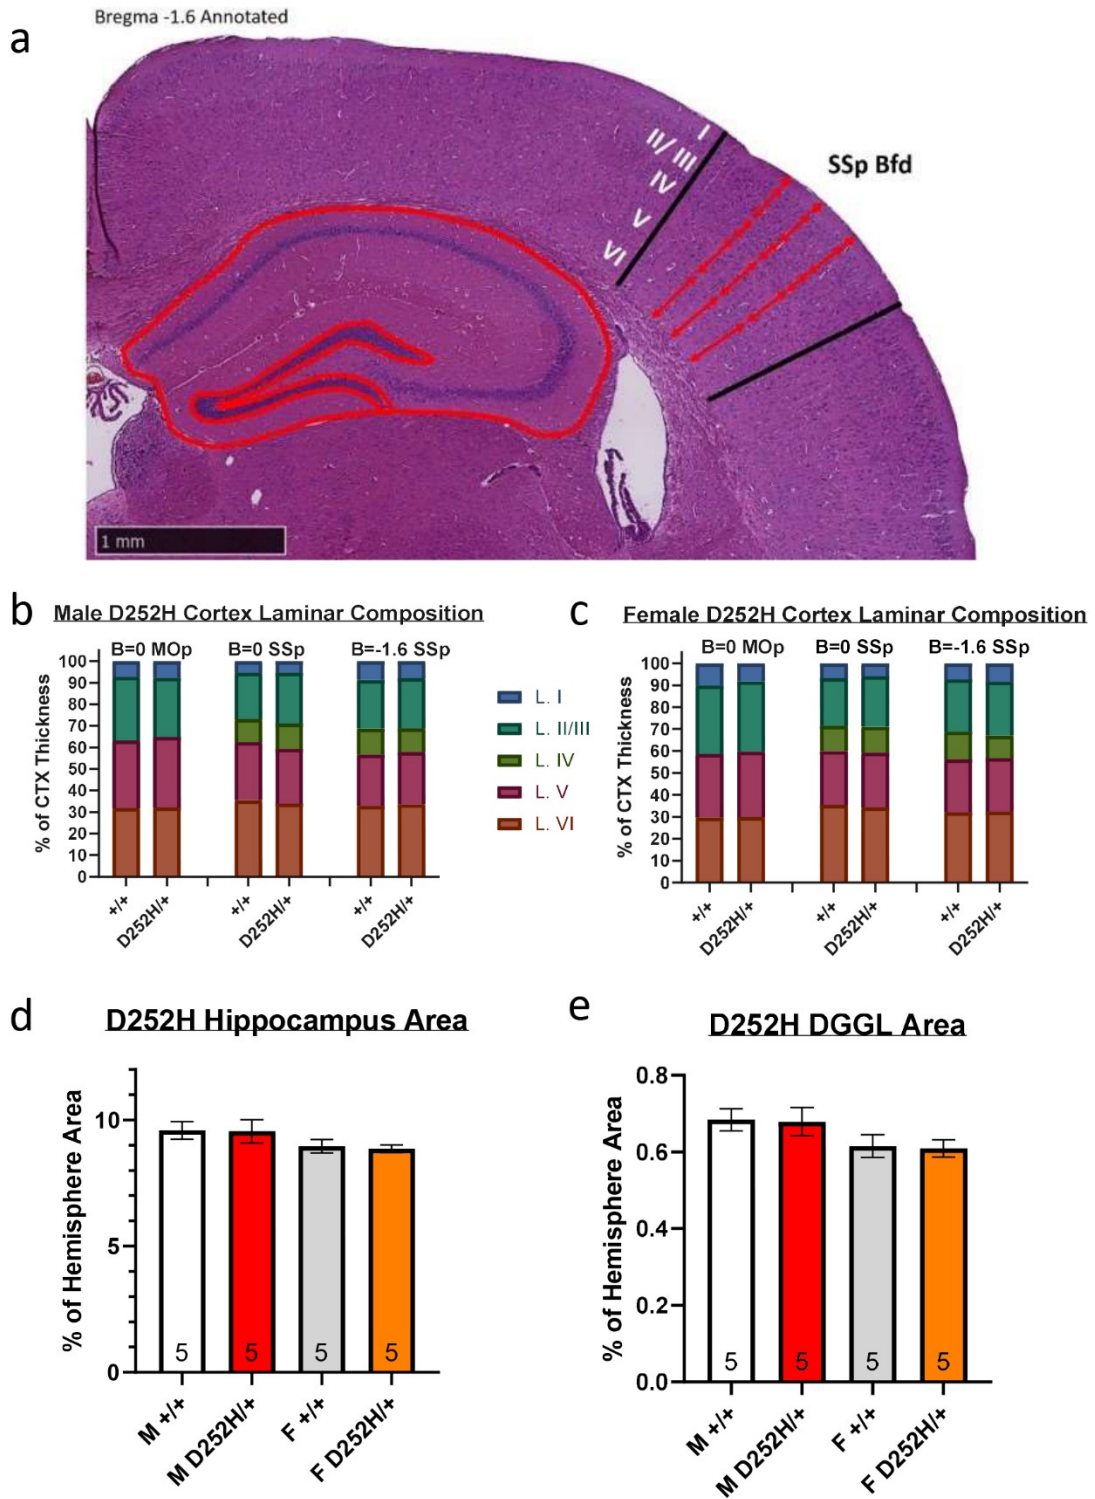 a
Bregma -1.6 Annotated
I
II/ III
IV
V
VI
SSp Bfd
1 mm
b
Male D252H Cortex Laminar Composition
B=0 MOp
B=0 SSp
B=-1.6 SSp
% of CTX Thickness
100
90
80
70
60
50
40
30
20
10
0
+/+
D252H/+
+/+
D252H/+
+/+
D252H/+
L. I
L. II/III
L. IV
L. V
L. VI
c
Female D252H Cortex Laminar Composition
B=0 MOp
B=0 SSp
B=-1.6 SSp
% of CTX Thickness
100
90
80
70
60
50
40
30
20
10
0
+/+
D252H/+
+/+
D252H/+
+/+
D252H/+
d
D252H Hippocampus Area
% of Hemisphere Area
10
5
0
5
5
5
5
M +/+
M D252H/+
F +/+
F D252H/+
e
D252H DGGL Area
% of Hemisphere Area
0.8
0.6
0.4
0.2
0.0
5
5
5
5
M +/+
M D252H/+
F +/+
F D252H/+